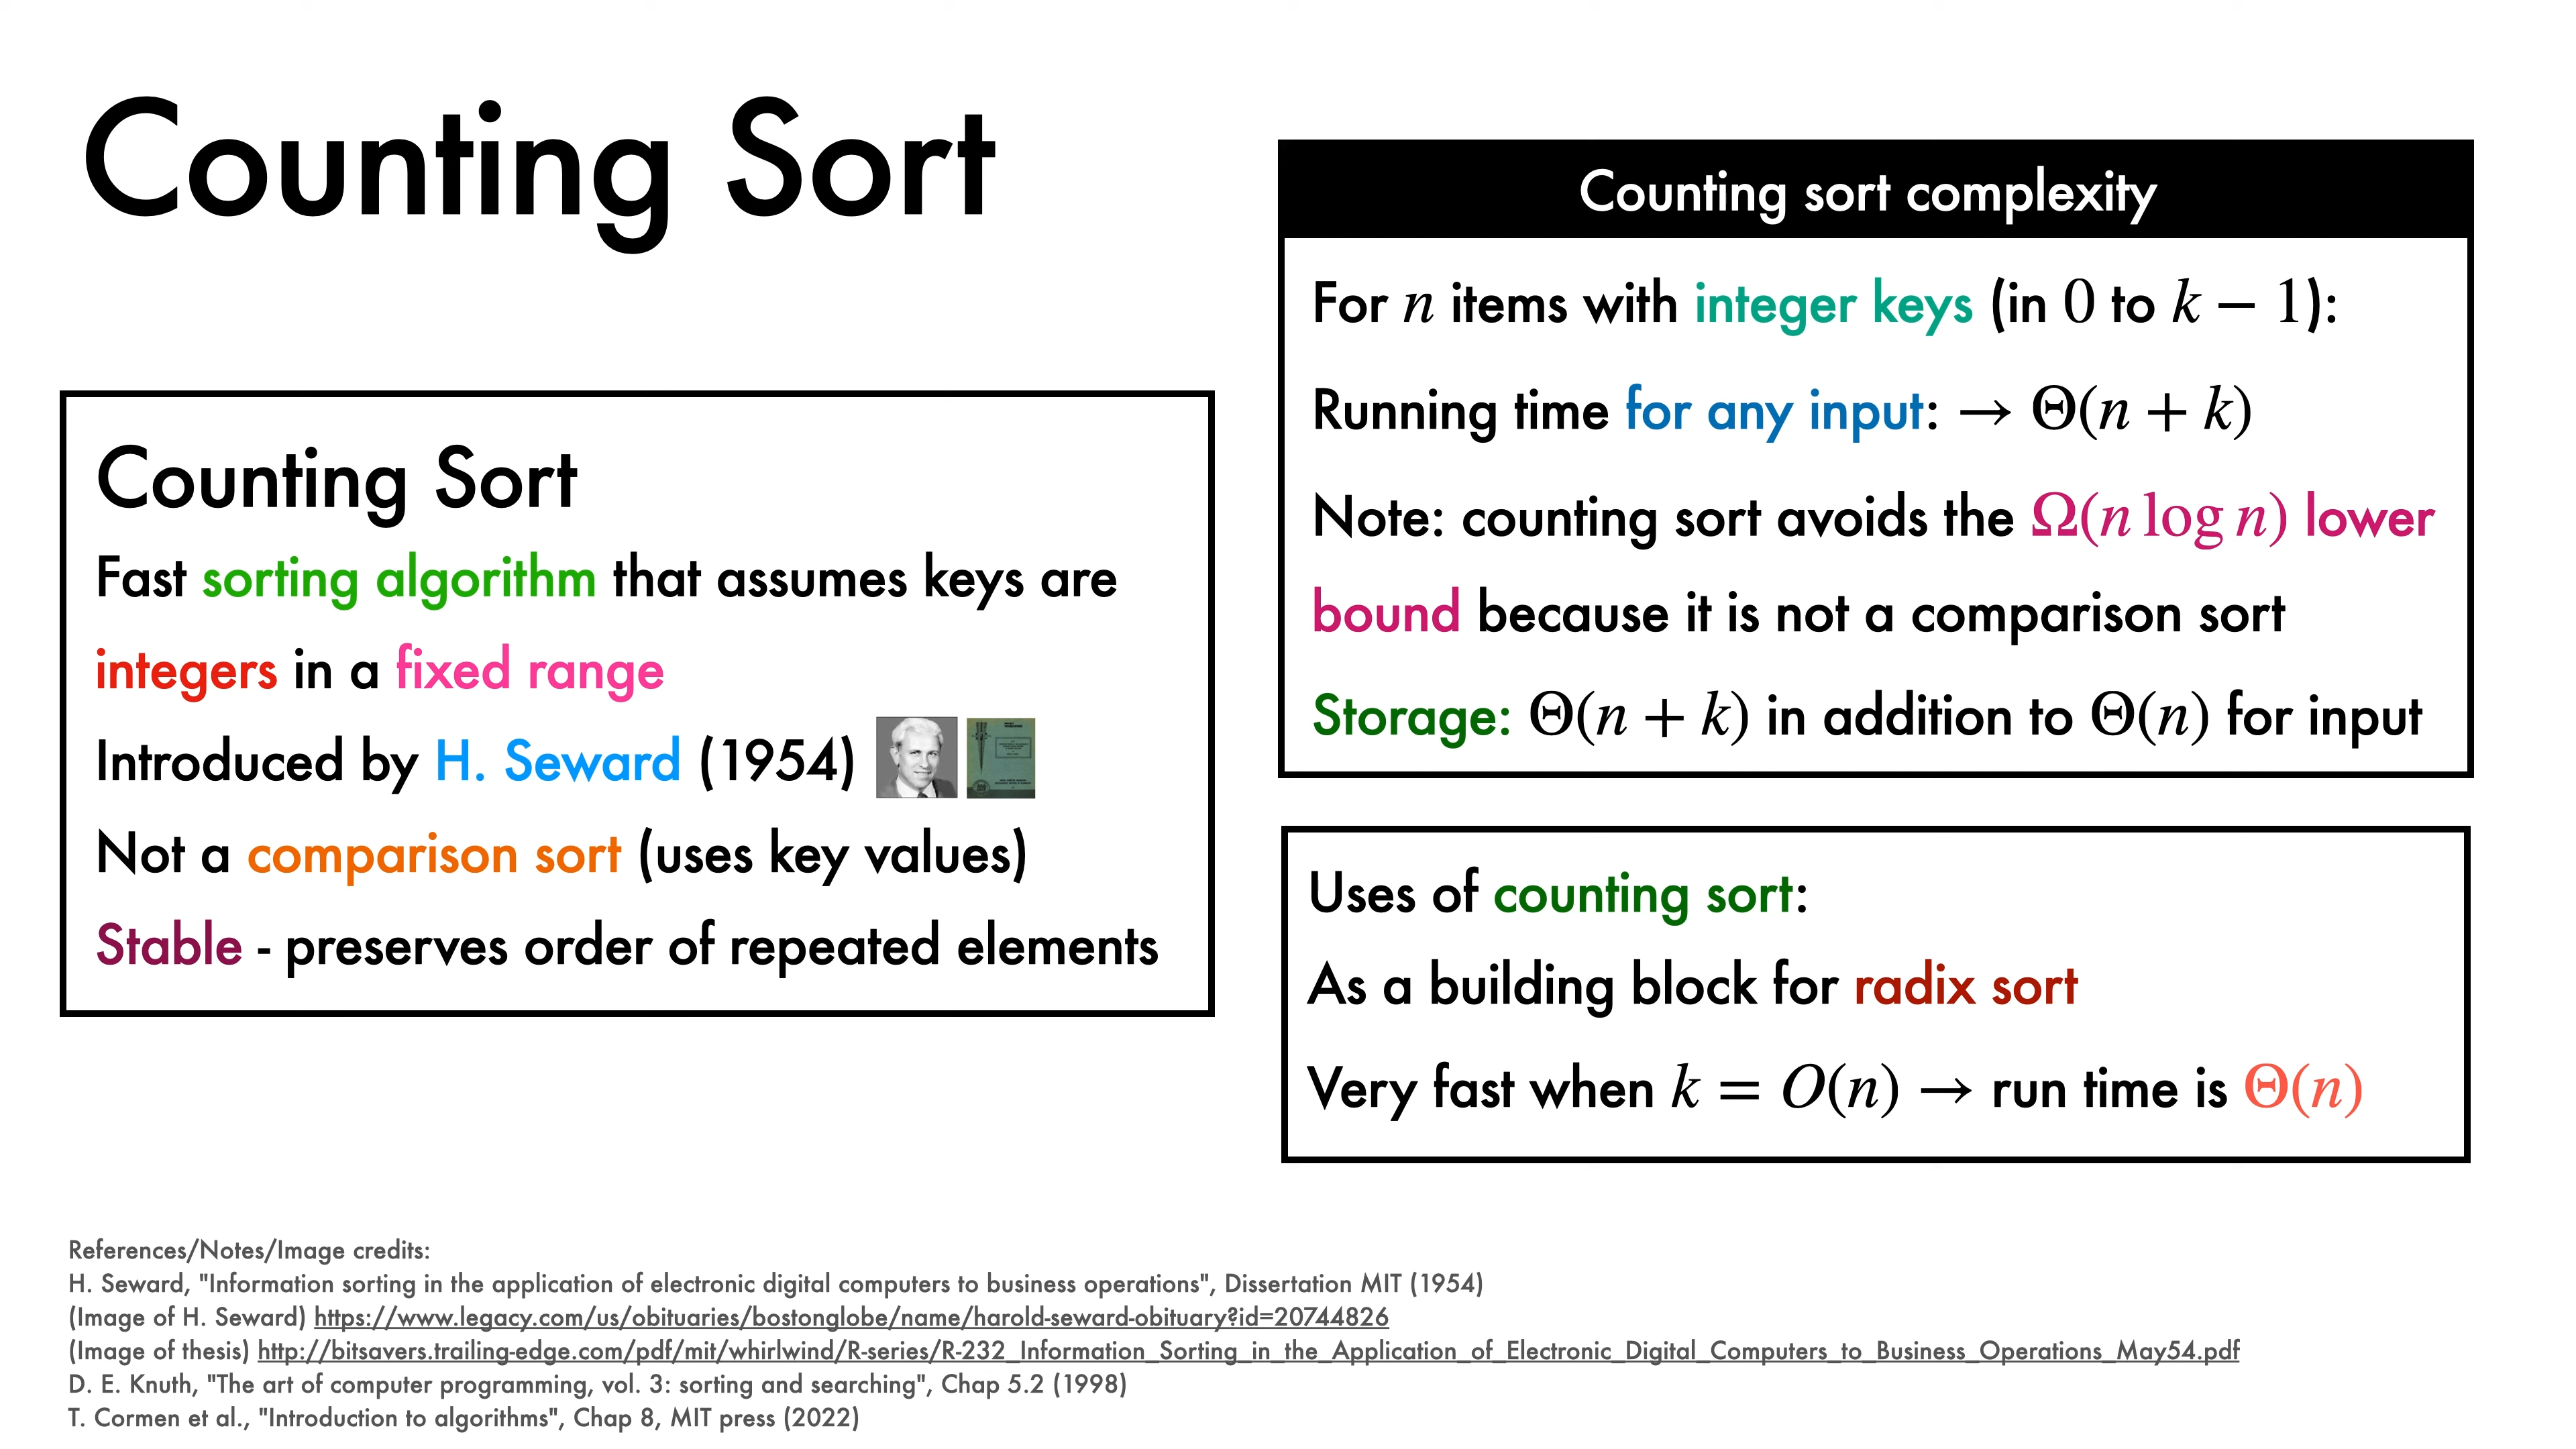 Counting Sort
Counting Sort
Fast sorting algorithm that assumes keys are
integers in a fixed range
Introduced by H. Seward (1954)
Not a comparison sort (uses key values)
Stable - preserves order of repeated elements
Counting sort complexity
For n items with integer keys (in 0 to k − 1):
Running time for any input: → Θ(n + k)
Note: counting sort avoids the Ω(n log n) lower
bound because it is not a comparison sort
Storage: Θ(n + k) in addition to Θ(n) for input
Uses of counting sort:
As a building block for radix sort
Very fast when k = O(n) → run time is Θ(n)
References/Notes/Image credits:
H. Seward, "Information sorting in the application of electronic digital computers to business operations", Dissertation MIT (1954)
(Image of H. Seward) https://www.legacy.com/us/obituaries/bostonglobe/name/harold-seward-obituary?id=20744826
(Image of thesis) http://bitsavers.trailing-edge.com/pdf/mit/whirlwind/R-series/R-232_Information_Sorting_in_the_Application_of_Electronic_Digital_Computers_to_Business_Operations_May54.pdf
D. E. Knuth, "The art of computer programming, vol. 3: sorting and searching", Chap 5.2 (1998)
T. Cormen et al., "Introduction to algorithms", Chap 8, MIT press (2022)